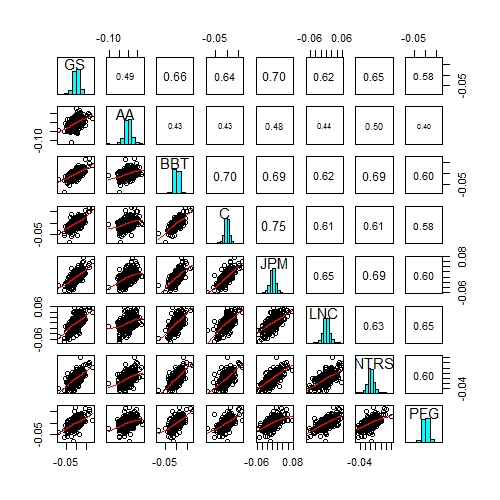 -0.10 -0.05 -0.06 0.06 -0.05
GS 0.49 0.66 0.64 0.70 0.62 0.65 0.58 -0.05
-0.10 AA 0.43 0.43 0.48 0.44 0.50 0.40
BBT 0.70 0.69 0.62 0.69 0.60 -0.05
-0.05 C 0.75 0.61 0.61 0.58
JPM 0.65 0.69 0.60 -0.06 0.08
-0.06 0.06 LNC 0.63 0.65
NTRS 0.60 -0.04
-0.05 PFG
-0.05 -0.05 -0.06 0.08 -0.04